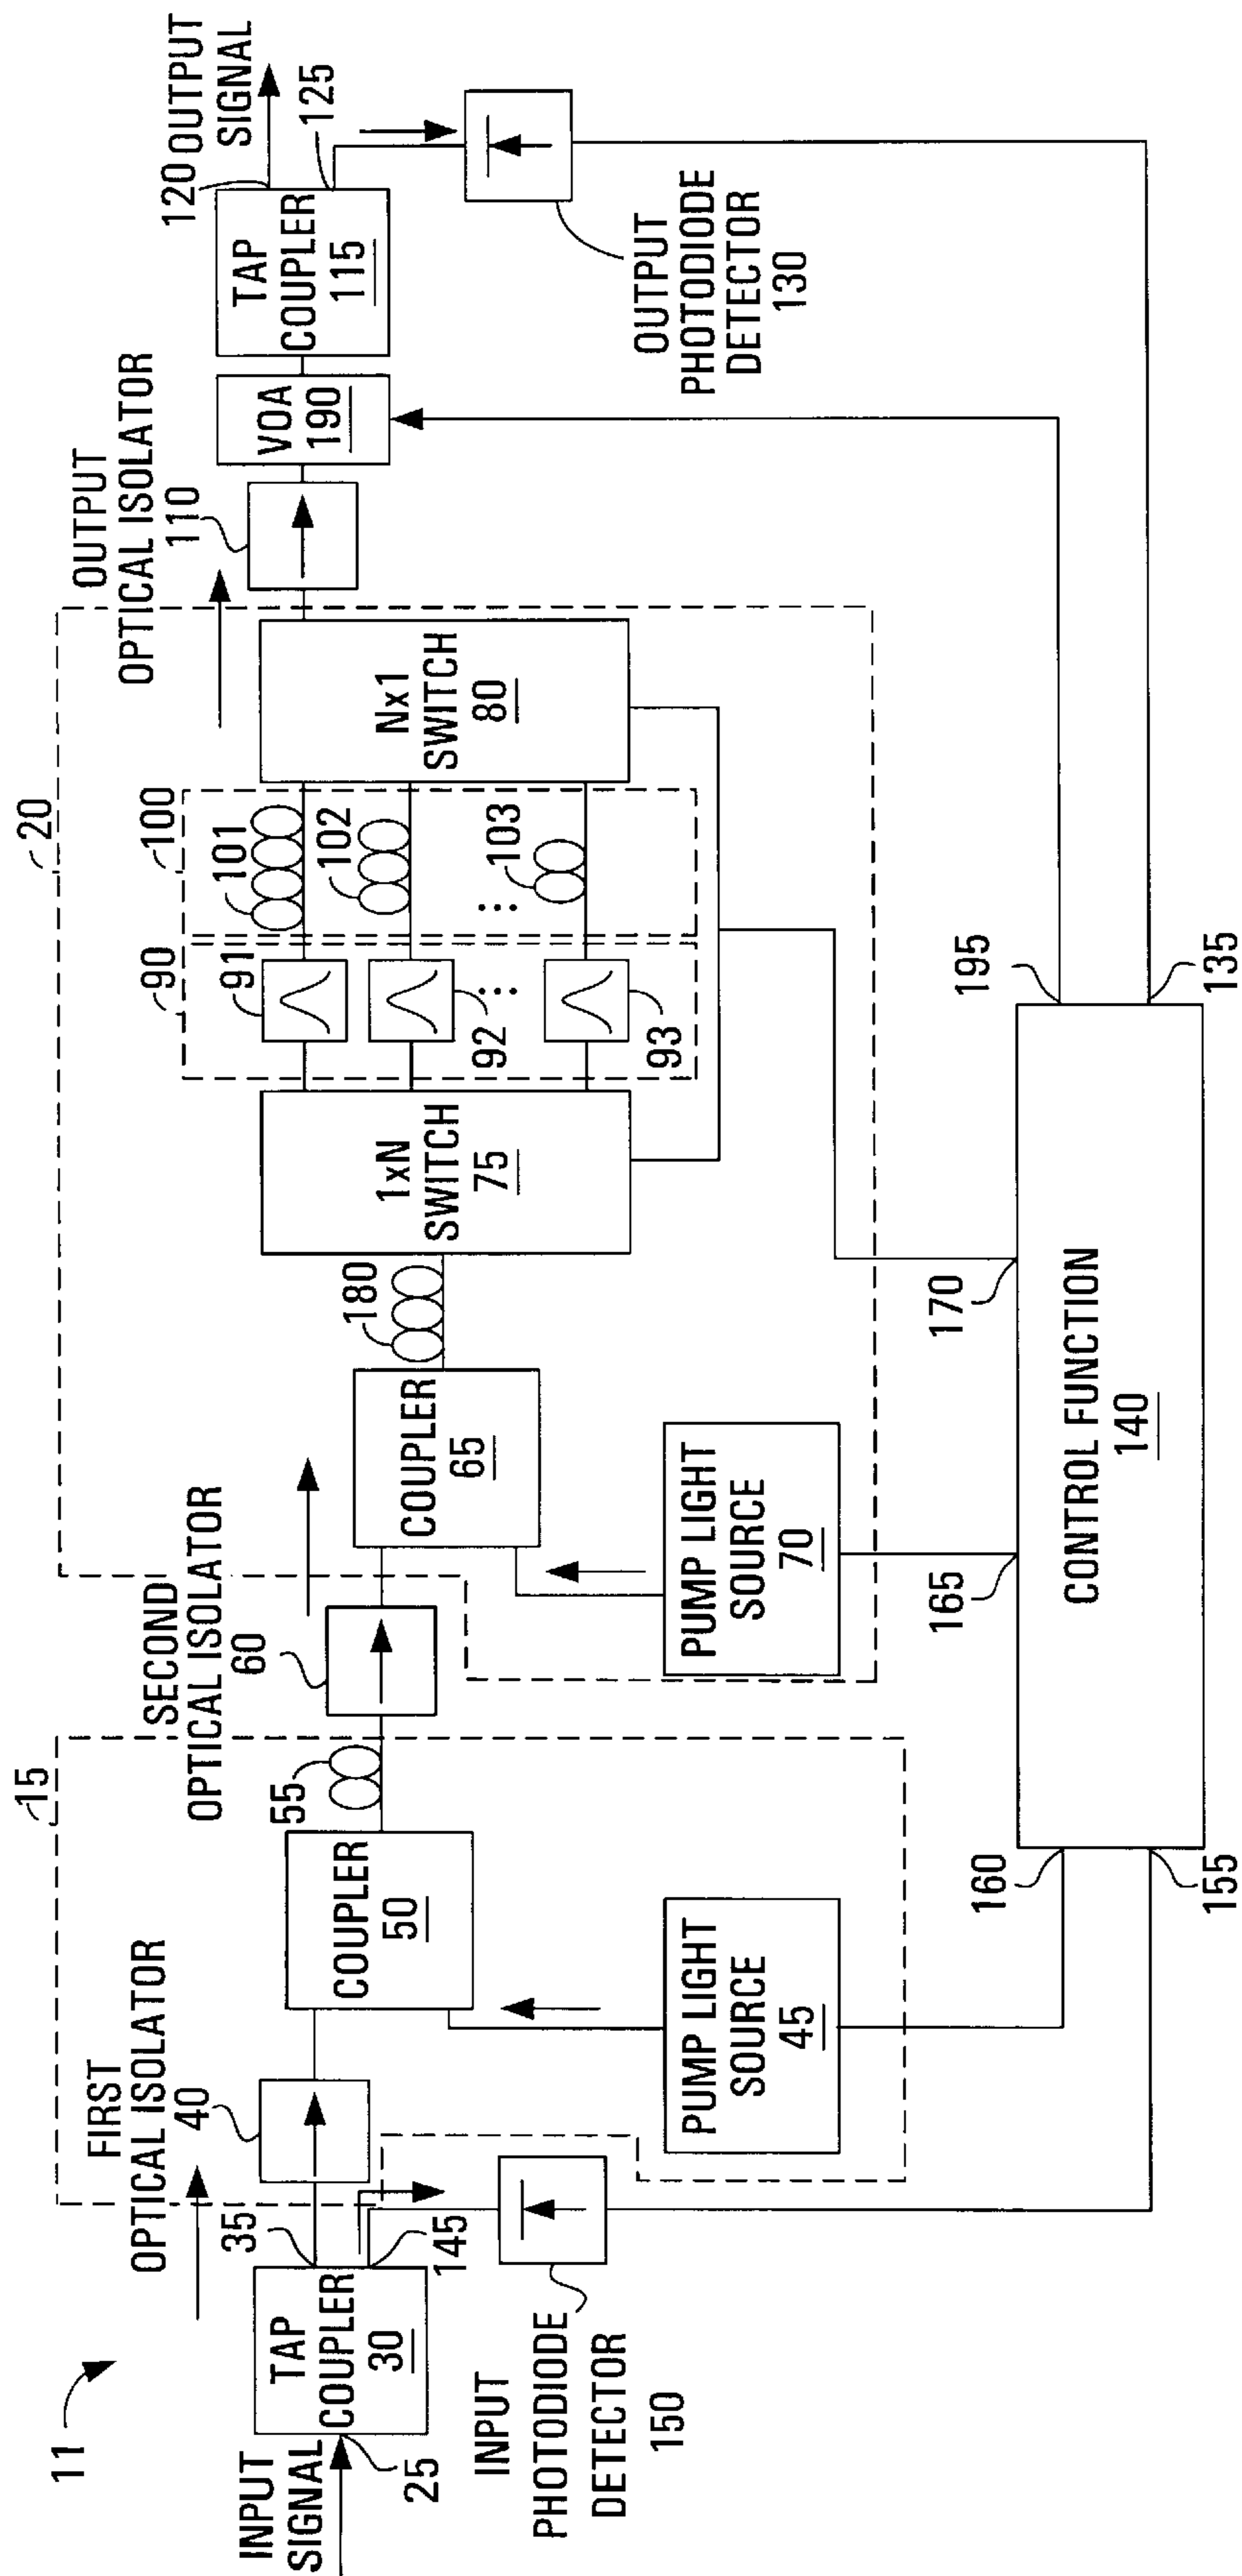 11
INPUT
SIGNAL
25
TAP
COUPLER
30
35
145
INPUT
PHOTODIODE
DETECTOR
150
FIRST
OPTICAL ISOLATOR
40
15
COUPLER
50
55
PUMP LIGHT
SOURCE
45
SECOND
OPTICAL ISOLATOR
60
20
COUPLER
65
180
PUMP LIGHT
SOURCE
70
1xN
SWITCH
75
90
91
92
93
100
101
102
103
Nx1
SWITCH
80
OUTPUT
OPTICAL ISOLATOR
110
VOA
190
TAP
COUPLER
115
120
OUTPUT
SIGNAL
125
OUTPUT
PHOTODIODE
DETECTOR
130
160
155
165
170
195
135
CONTROL FUNCTION
140